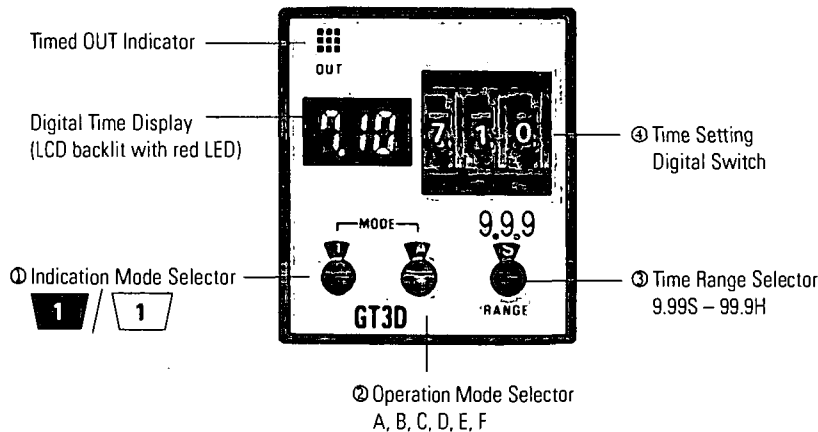 Timed OUT Indicator
OUT
Digital Time Display
(LCD backlit with red LED)
7.10
7 1 0
④ Time Setting
Digital Switch
MODE
9.9.9
1
A
S
① Indication Mode Selector
1 / 1
GT3D
RANGE
③ Time Range Selector
9.99S – 99.9H
② Operation Mode Selector
A, B, C, D, E, F